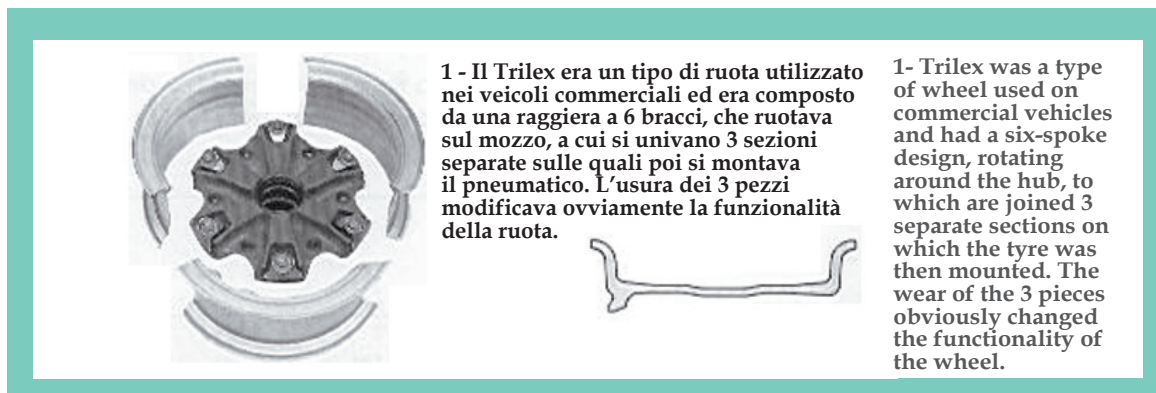 1 - Il Trilex era un tipo di ruota utilizzato
nei veicoli commerciali ed era composto
da una raggiera a 6 bracci, che ruotava
sul mozzo, a cui si univano 3 sezioni
separate sulle quali poi si montava
il pneumatico. L’usura dei 3 pezzi
modificava ovviamente la funzionalità
della ruota.
1- Trilex was a type
of wheel used on
commercial vehicles
and had a six-spoke
design, rotating
around the hub, to
which are joined 3
separate sections on
which the tyre was
then mounted. The
wear of the 3 pieces
obviously changed
the functionality of
the wheel.